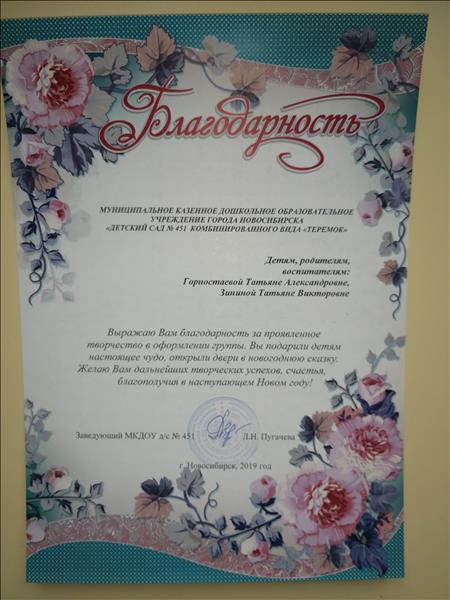 Благодарность
МУНИЦИПАЛЬНОЕ КАЗЕННОЕ ДОШКОЛЬНОЕ ОБРАЗОВАТЕЛЬНОЕ
УЧРЕЖДЕНИЕ ГОРОДА НОВОСИБИРСКА
«ДЕТСКИЙ САД № 451 КОМБИНИРОВАННОГО ВИДА «ТЕРЕМОК»
Детям, родителям,
воспитателям:
Горностаевой Татьяне Александровне,
Зининой Татьяне Викторовне
Выражаю Вам благодарность за проявленное
творчество в оформлении группы. Вы подарили детям
настоящее чудо, открыли двери в новогоднюю сказку.
Желаю Вам дальнейших творческих успехов, счастья,
благополучия в наступающем Новом году!
Заведующий МКДОУ д/с № 451 Л.Н. Пугачева
г. Новосибирск, 2019 год